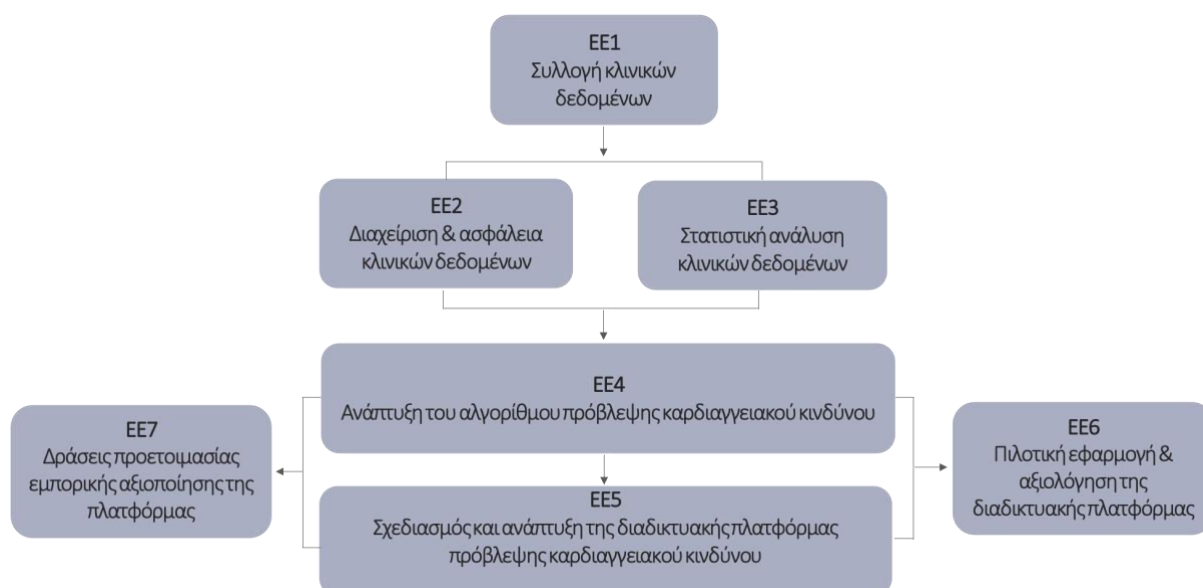 ΕΕ1
Συλλογή κλινικών
δεδομένων
ΕΕ2
Διαχείριση & ασφάλεια
κλινικών δεδομένων
ΕΕ3
Στατιστική ανάλυση
κλινικών δεδομένων
ΕΕ4
Ανάπτυξη του αλγορίθμου πρόβλεψης καρδιαγγειακού κινδύνου
ΕΕ7
Δράσεις προετοιμασίας
εμπορικής αξιοποίησης της
πλατφόρμας
ΕΕ6
Πιλοτική εφαρμογή &
αξιολόγηση της
διαδικτυακής πλατφόρμας
ΕΕ5
Σχεδιασμός και ανάπτυξη της διαδικτυακής πλατφόρμας
πρόβλεψης καρδιαγγειακού κινδύνου